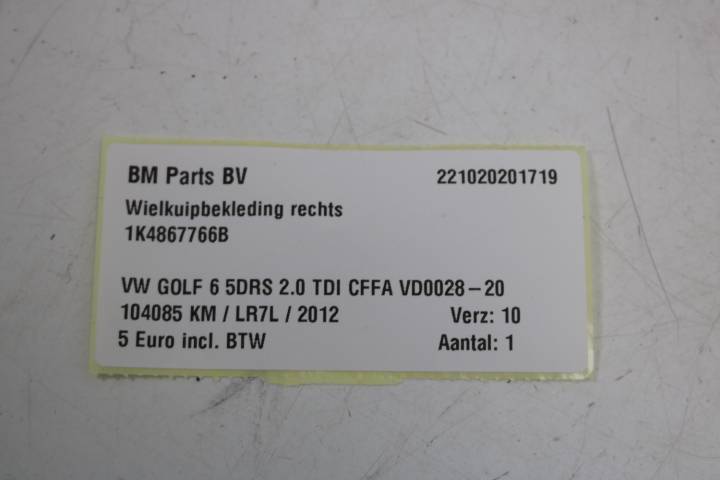 BM Parts BV 221020201719
Wielkuipbekleding rechts
1K4867766B
VW GOLF 6 5DRS 2.0 TDI CFFA VD0028-20
104085 KM / LR7L / 2012 Verz: 10
5 Euro incl. BTW Aantal: 1